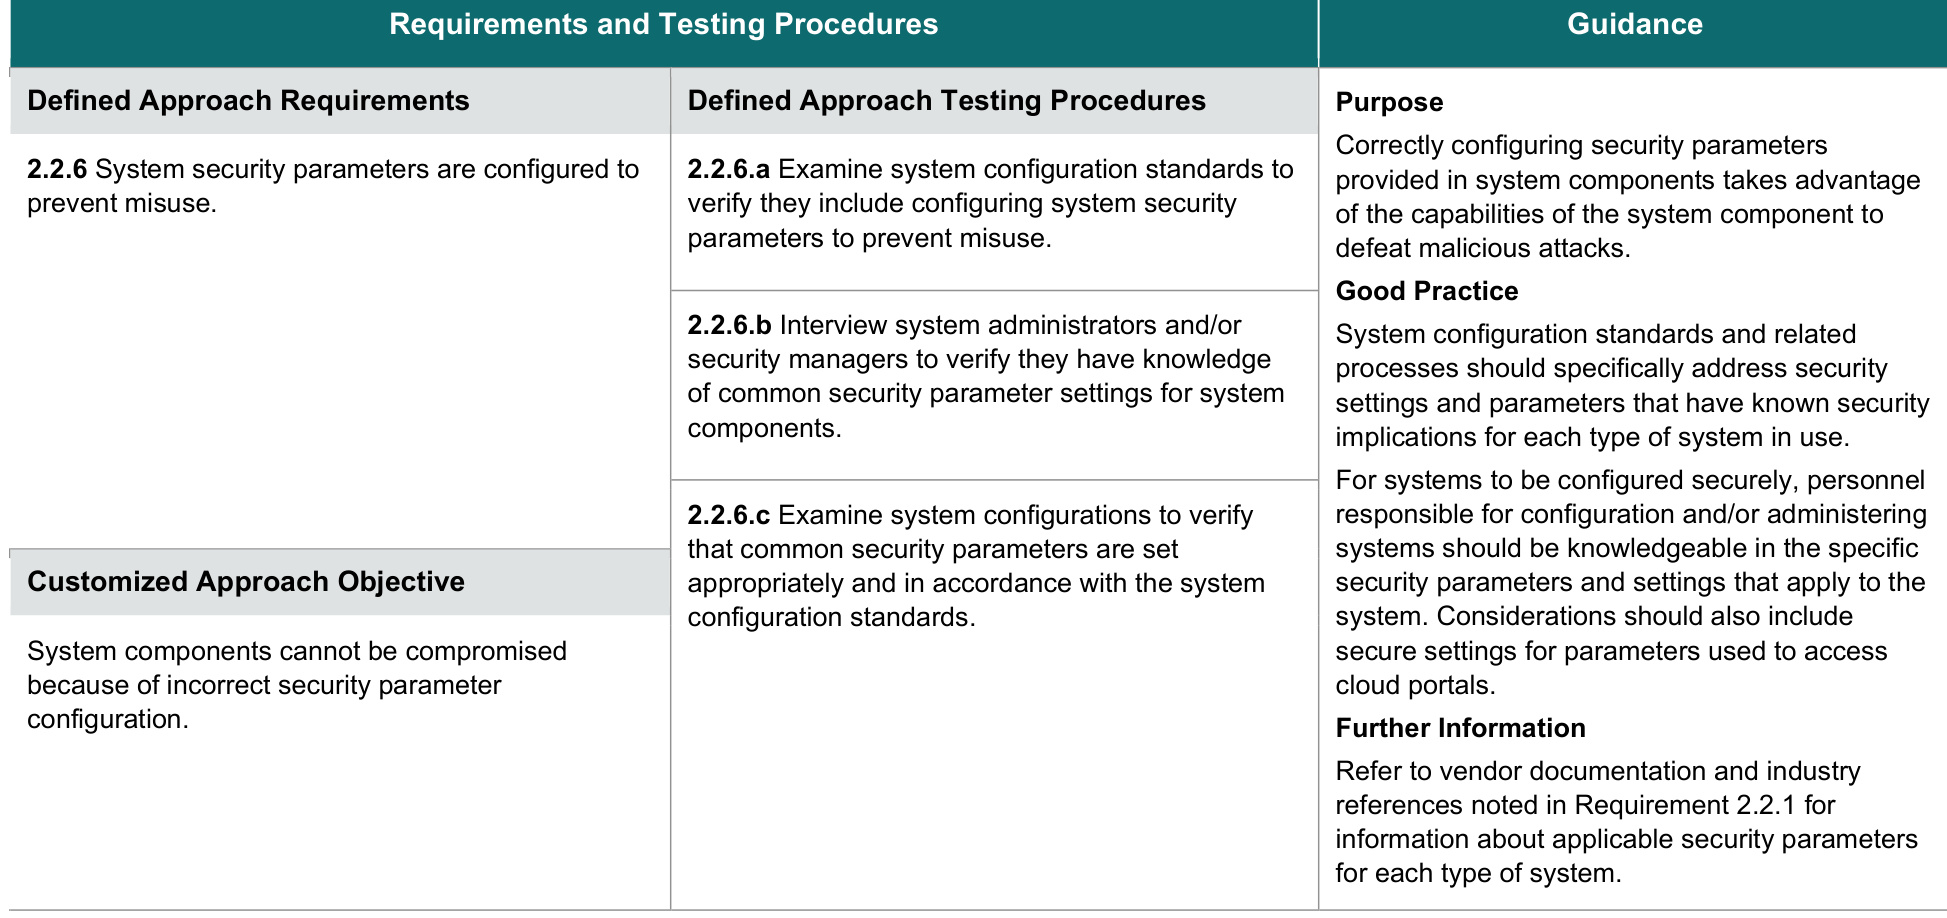 Requirements and Testing Procedures
Guidance
Defined Approach Requirements
2.2.6 System security parameters are configured to
prevent misuse.
Customized Approach Objective
System components cannot be compromised
because of incorrect security parameter
configuration.
Defined Approach Testing Procedures
2.2.6.a Examine system configuration standards to
verify they include configuring system security
parameters to prevent misuse.
2.2.6.b Interview system administrators and/or
security managers to verify they have knowledge
of common security parameter settings for system
components.
2.2.6.c Examine system configurations to verify
that common security parameters are set
appropriately and in accordance with the system
configuration standards.
Purpose
Correctly configuring security parameters
provided in system components takes advantage
of the capabilities of the system component to
defeat malicious attacks.
Good Practice
System configuration standards and related
processes should specifically address security
settings and parameters that have known security
implications for each type of system in use.
For systems to be configured securely, personnel
responsible for configuration and/or administering
systems should be knowledgeable in the specific
security parameters and settings that apply to the
system. Considerations should also include
secure settings for parameters used to access
cloud portals.
Further Information
Refer to vendor documentation and industry
references noted in Requirement 2.2.1 for
information about applicable security parameters
for each type of system.